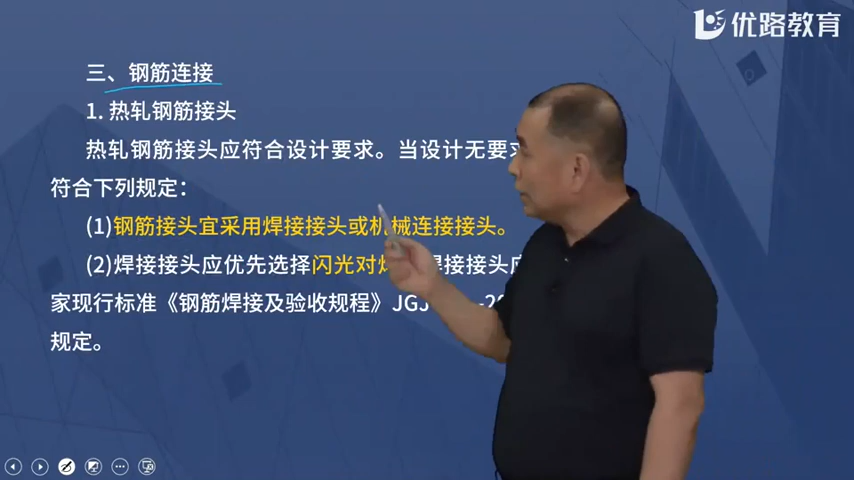 优路教育
三、钢筋连接
1. 热轧钢筋接头
热轧钢筋接头应符合设计要求。当设计无要求
符合下列规定：
(1)钢筋接头宜采用焊接接头或机械连接接头。
(2)焊接接头应优先选择闪光对 焊接接头
家现行标准《钢筋焊接及验收规程》JGJ
规定。